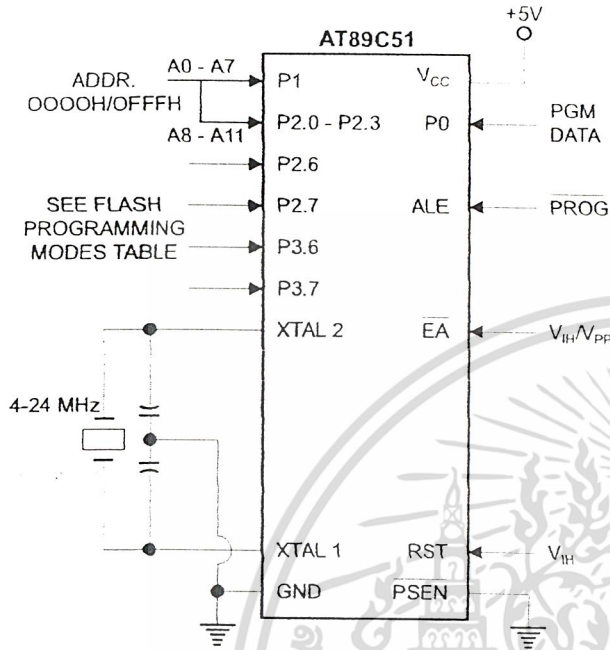 +5V
AT89C51
ADDR.
OOOOH/OFFFH
A0 - A7
P1
VCC
A8 - A11
P2.0 - P2.3
P0
PGM
DATA
P2.6
SEE FLASH
PROGRAMMING
MODES TABLE
P2.7
ALE
PROG
P3.6
P3.7
XTAL 2
EA
VIH/VPP
4-24 MHz
XTAL 1
RST
VIH
GND
PSEN